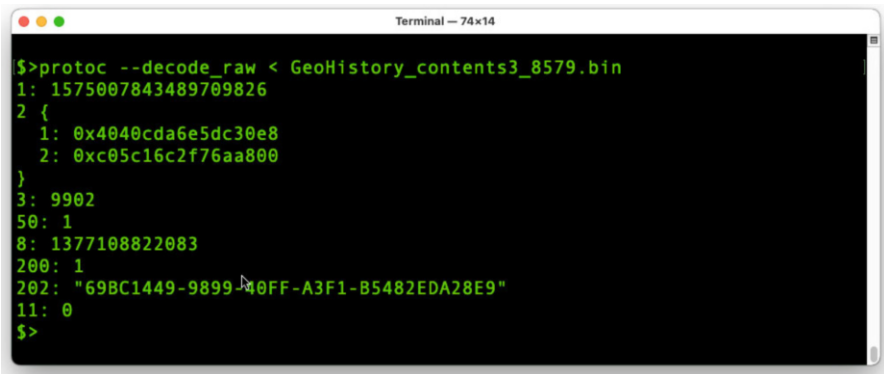 Terminal — 74×14
[$>protoc --decode_raw < GeoHistory_contents3_8579.bin ]
1: 1575007843489709826
2 {
  1: 0x4040cda6e5dc30e8
  2: 0xc05c16c2f76aa800
}
3: 9902
50: 1
8: 1377108822083
200: 1
202: "69BC1449-9899-40FF-A3F1-B5482EDA28E9"
11: 0
$>